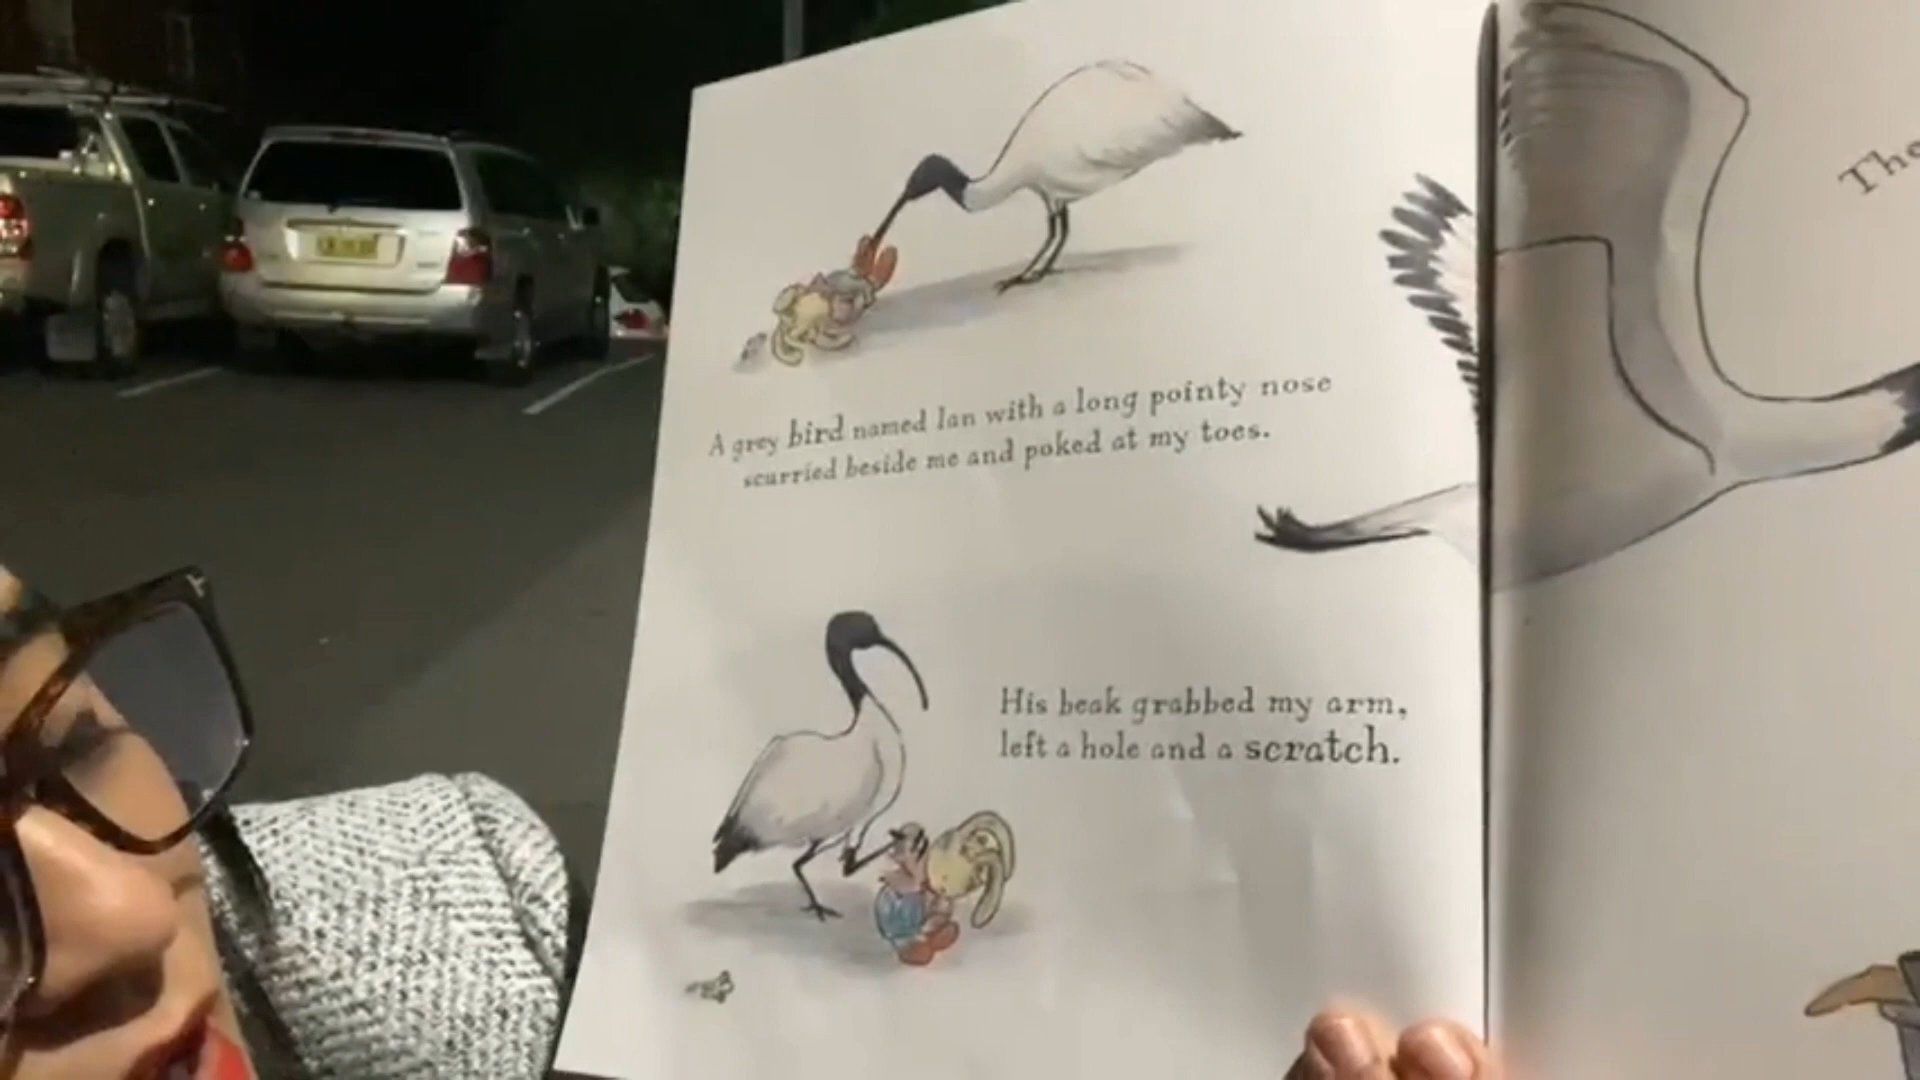 A grey bird named Ian with a long pointy nose
scurried beside me and poked at my toes.
His beak grabbed my arm,
left a hole and a scratch.
The